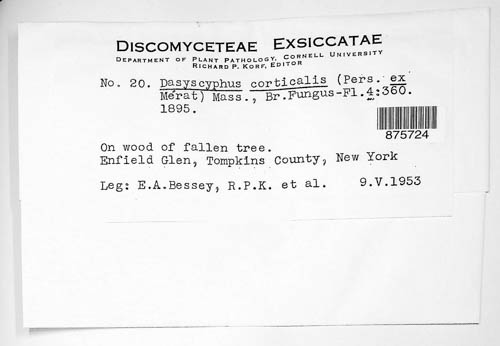 DISCOMYCETEAE EXSICCATAE
DEPARTMENT OF PLANT PATHOLOGY, CORNELL UNIVERSITY
RICHARD P. KORF, EDITOR
No. 20. Dasyscyphus corticalis (Pers. ex
Mérat) Mass., Br.Fungus-Fl.4:360.
1895.
875724
On wood of fallen tree.
Enfield Glen, Tompkins County, New York
Leg: E.A.Bessey, R.P.K. et al. 9.V.1953